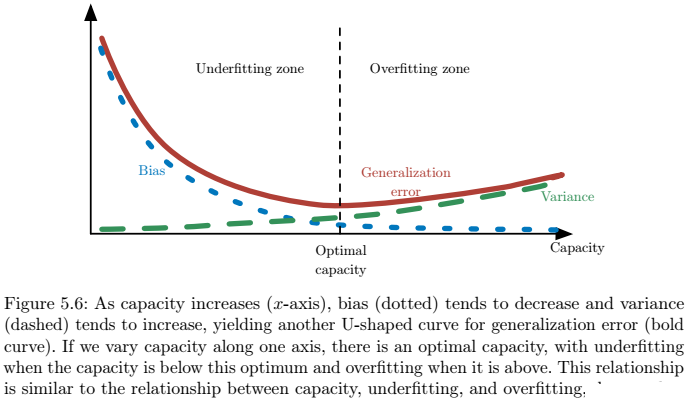 Underfitting zone
Overfitting zone
Bias
Generalization
error
Variance
Optimal
capacity
Capacity
Figure 5.6: As capacity increases (x-axis), bias (dotted) tends to decrease and variance
(dashed) tends to increase, yielding another U-shaped curve for generalization error (bold
curve). If we vary capacity along one axis, there is an optimal capacity, with underfitting
when the capacity is below this optimum and overfitting when it is above. This relationship
is similar to the relationship between capacity, underfitting, and overfitting,